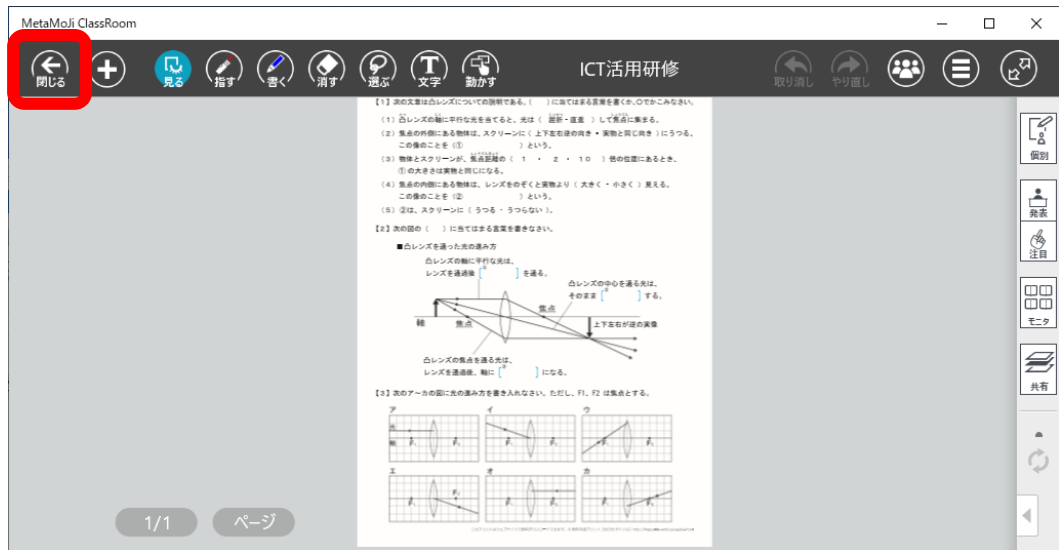 MetaMoJi ClassRoom
閉じる
見る
指す
書く
消す
選ぶ
文字
動かす
ICT活用研修
取り消し
やり直し
【１】次の文章は凸レンズについての説明である。（　　）に当てはまる言葉を書くか、○でかこみなさい。
（１）凸レンズの軸に平行な光を当てると、光は（ 屈折・直進 ）して焦点に集まる。
（２）焦点の外側にある物体は、スクリーンに（ 上下左右逆の向き ・ 実物と同じ向き ）にうつる。
この像のことを（①　　　　　　）という。
（３）物体とスクリーンが、焦点距離の（ １ ・ ２ ・ １０ ）倍の位置にあるとき、
①の大きさは実物と同じになる。
（４）焦点の内側にある物体は、レンズをのぞくと実物より（ 大きく ・ 小さく ）見える。
この像のことを（②　　　　　　）という。
（５）②は、スクリーンに（ うつる ・ うつらない ）。
【２】次の図の（　　）に当てはまる言葉を書きなさい。
■凸レンズを通った光の進み方
凸レンズの軸に平行な光は、
レンズを通過後［①　　　　］を通る。
凸レンズの中心を通る光は、
そのまま［②　　　　］する。
焦点
軸
焦点
上下左右が逆の実像
凸レンズの焦点を通る光は、
レンズを通過後、軸に［③　　　　］になる。
【３】次のア～カの図に光の進み方を書き入れなさい。ただし、F1、F2 は焦点とする。
ア
イ
ウ
光
軸
F₁
F₂
エ
オ
カ
1/1
ページ
個別
発表
注目
モニタ
共有